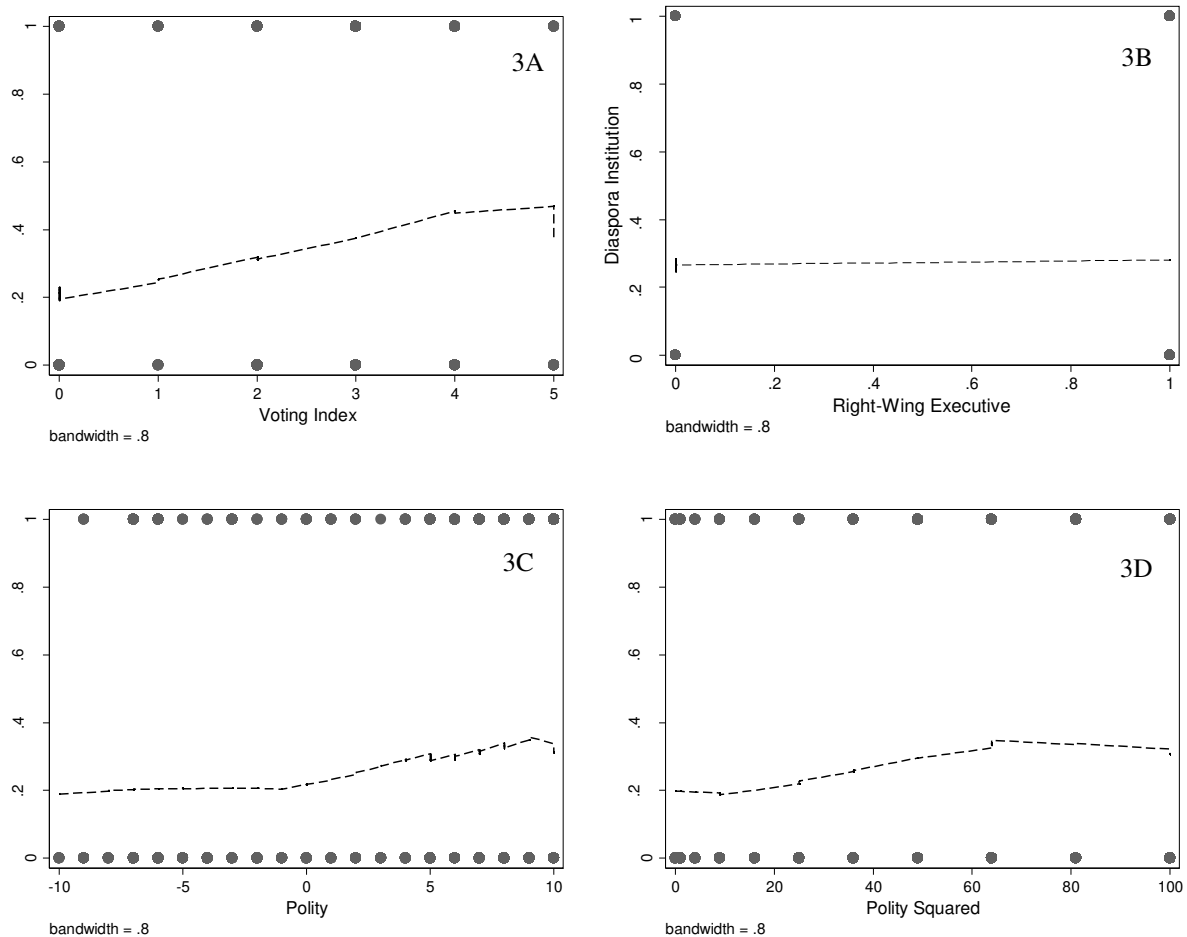 3A
1
.8
.6
.4
.2
0
0 1 2 3 4 5
Voting Index
bandwidth = .8
3B
Diaspora Institution
1
.8
.6
.4
.2
0
0 .2 .4 .6 .8 1
Right-Wing Executive
bandwidth = .8
3C
1
.8
.6
.4
.2
0
-10 -5 0 5 10
Polity
bandwidth = .8
3D
1
.8
.6
.4
.2
0
0 20 40 60 80 100
Polity Squared
bandwidth = .8